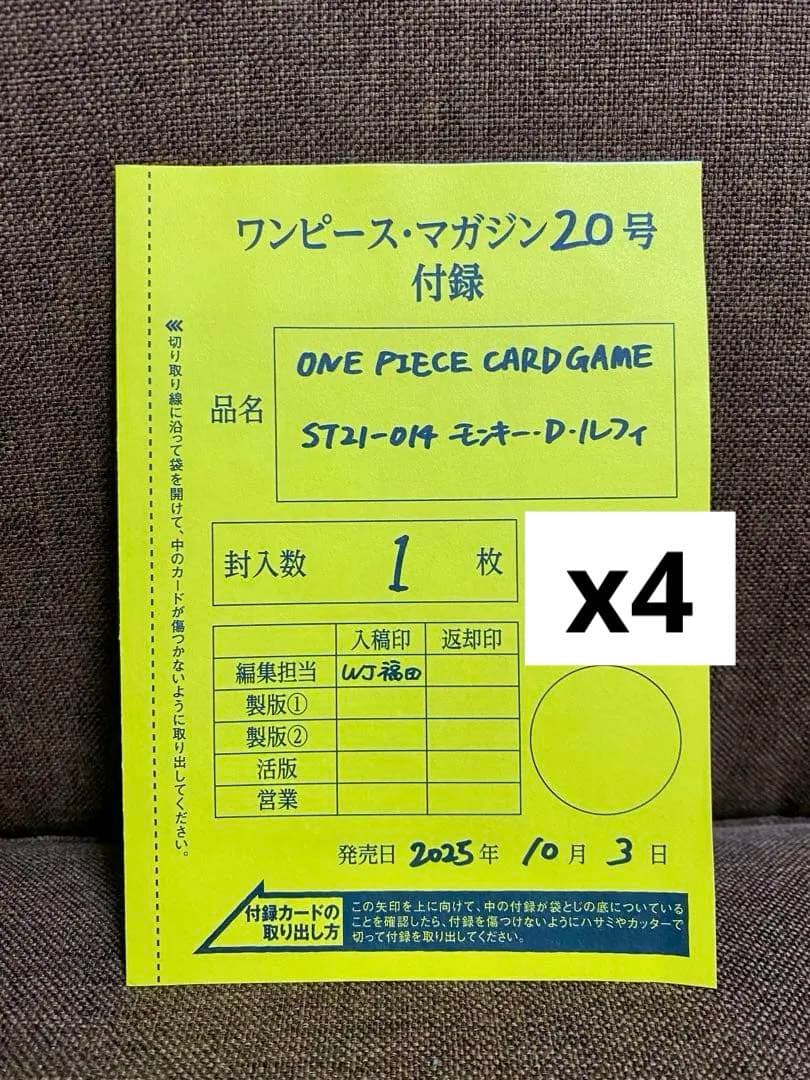 ワンピース・マガジン20号
付録
《切り取り線に沿って袋を開けて、中のカードが傷つかないように取り出してください。
品名
ONE PIECE CARD GAME
ST21-014 モンキー・D・ルフィ
封入数 1 枚
x4
入稿印 返却印
編集担当 WJ福田
製版①
製版②
活版
営業
発売日 2025年 10月 3日
付録カードの
取り出し方
この矢印を上に向けて、中の付録が袋とじの底についている
ことを確認したら、付録を傷つけないようにハサミやカッターで
切って付録を取り出してください。